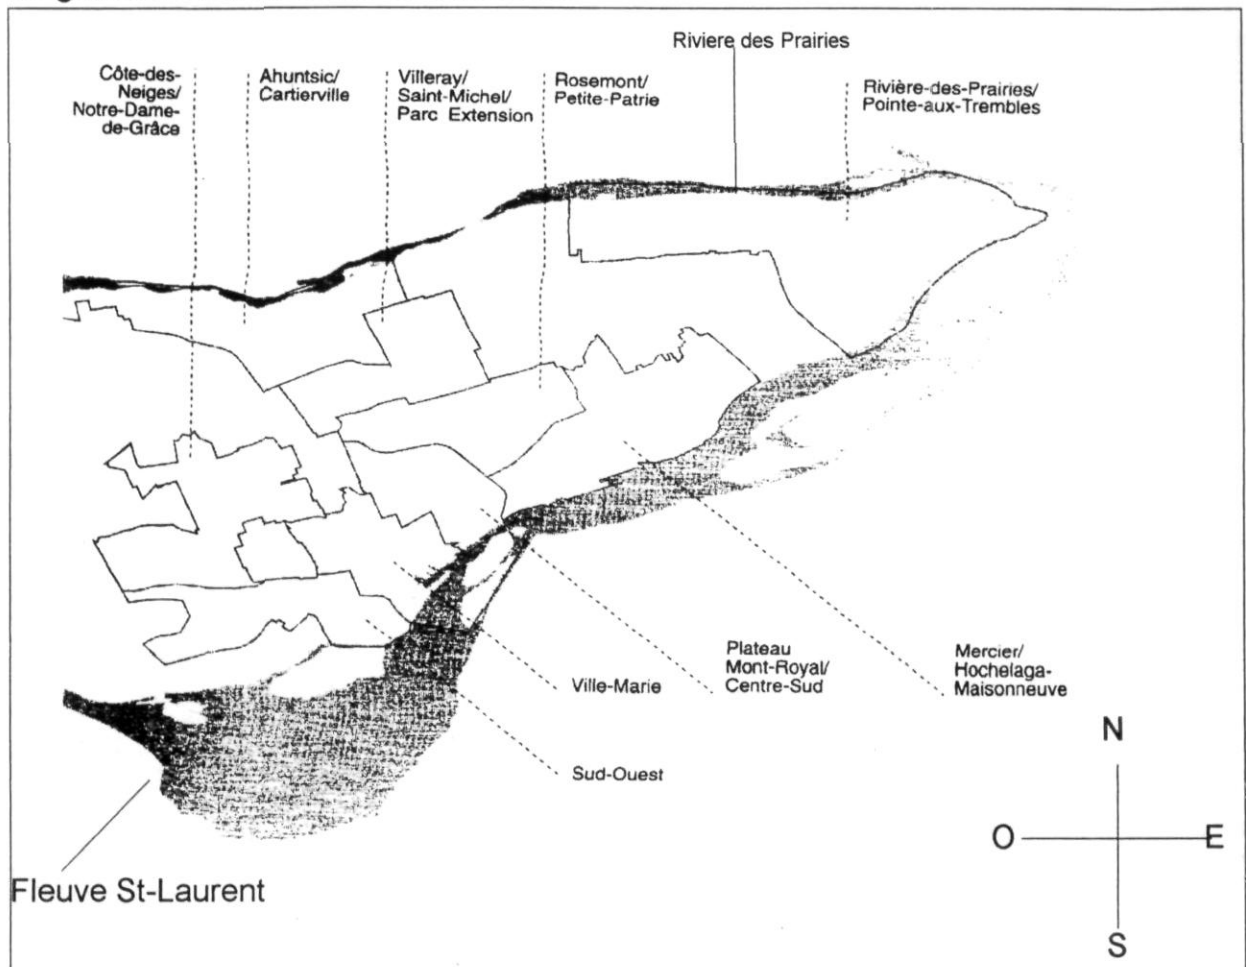 Riviere des Prairies
Côte-des-
Neiges/
Notre-Dame-
de-Grâce
Ahuntsic/
Cartierville
Villeray/
Saint-Michel/
Parc Extension
Rosemont/
Petite-Patrie
Rivière-des-Prairies/
Pointe-aux-Trembles
Ville-Marie
Plateau
Mont-Royal/
Centre-Sud
Mercier/
Hochelaga-
Maisonneuve
Sud-Ouest
Fleuve St-Laurent
N
O
E
S